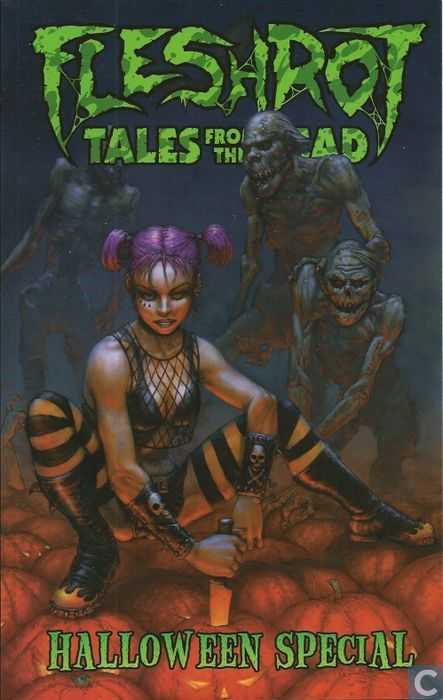 FLESHROT
TALES FROM THE DEAD
HALLOWEEN SPECIAL
C